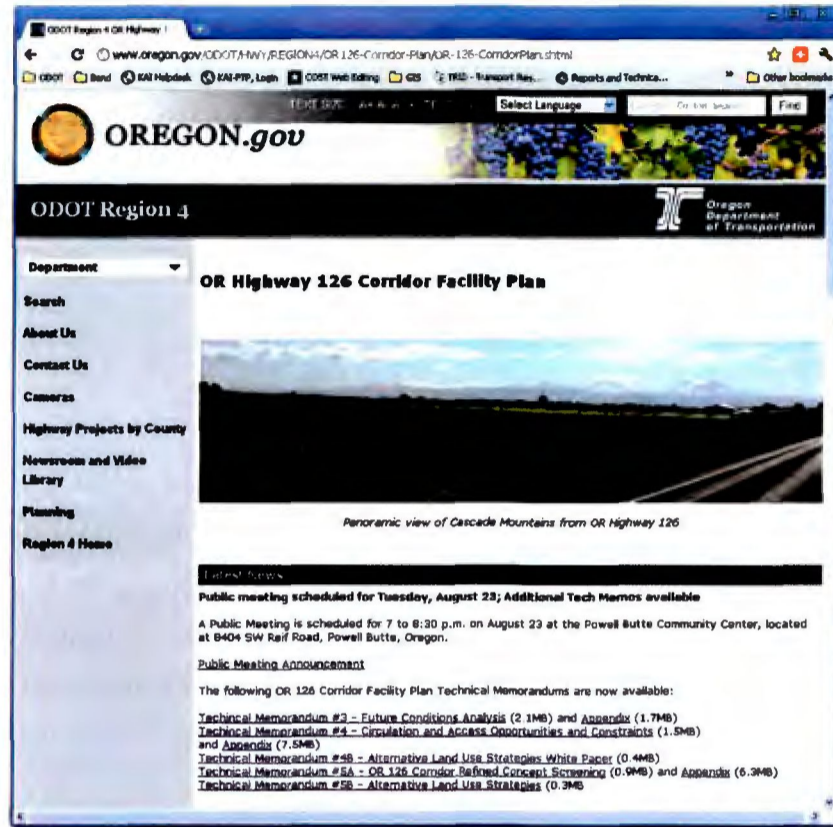 ODOT Region 4 OR Highway 1
www.oregon.gov/ODOT/HWY/REGION4/OR126-Corridor-Plan/OR-126-CorridorPlan.shtml
ODOT Bend KAI Helpdesk KAI-PTP, Login Web Editing GIS TRID - Transport Res... Reports and Technica... » Other bookmarks
TEXT SIZE: Select Language Find
OREGON.gov
ODOT Region 4
Oregon
Department
of Transportation
Department
Search
About Us
Contact Us
Cameras
Highway Projects by County
Newsroom and Video
Library
Planning
Region 4 Home
OR Highway 126 Corridor Facility Plan
Panoramic view of Cascade Mountains from OR Highway 126
Latest News
Public meeting scheduled for Tuesday, August 23; Additional Tech Memos available
A Public Meeting is scheduled for 7 to 8:30 p.m. on August 23 at the Powell Butte Community Center, located
at 8404 SW Reif Road, Powell Butte, Oregon.
Public Meeting Announcement
The following OR 126 Corridor Facility Plan Technical Memorandums are now available:
Techincal Memorandum #3 - Future Conditions Analysis (2.1MB) and Appendix (1.7MB)
Techincal Memorandum #4 - Circulation and Access Opportunities and Constraints (1.5MB)
and Appendix (7.5MB)
Technical Memorandum #4B - Alternative Land Use Strategies White Paper (0.4MB)
Technical Memorandum #5A - OR 126 Corridor Refined Concept Screening (0.9MB) and Appendix (6.3MB)
Technical Memorandum #5B - Alternative Land Use Strategies (0.3MB